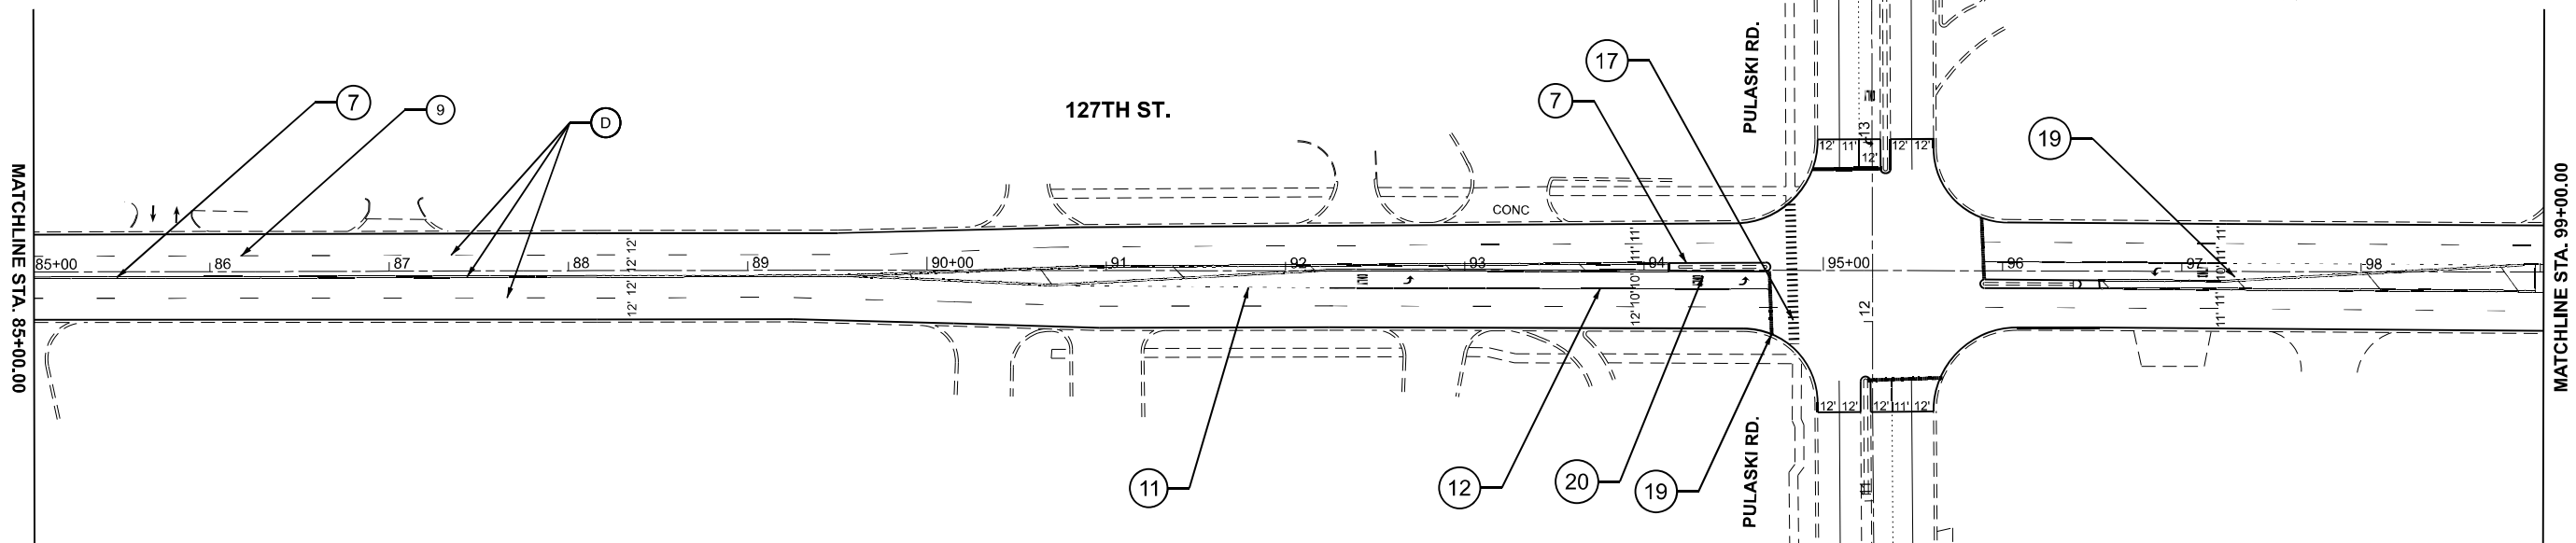 MATCHLINE STA. 85+00.00
7
9
D
127TH ST.
7
17
PULASKI RD.
19
13
12' 11' 12' 12' 12'
CONC
85+00 86 87 88 89 90+00 91 92 93 94 95+00 96 97 98
12' 12' 12' 12'
11' 11' 10' 10' 12'
11' 10' 11' 11'
12
12' 12' 12' 11' 12'
11
12
20
19
PULASKI RD.
MATCHLINE STA. 99+00.00